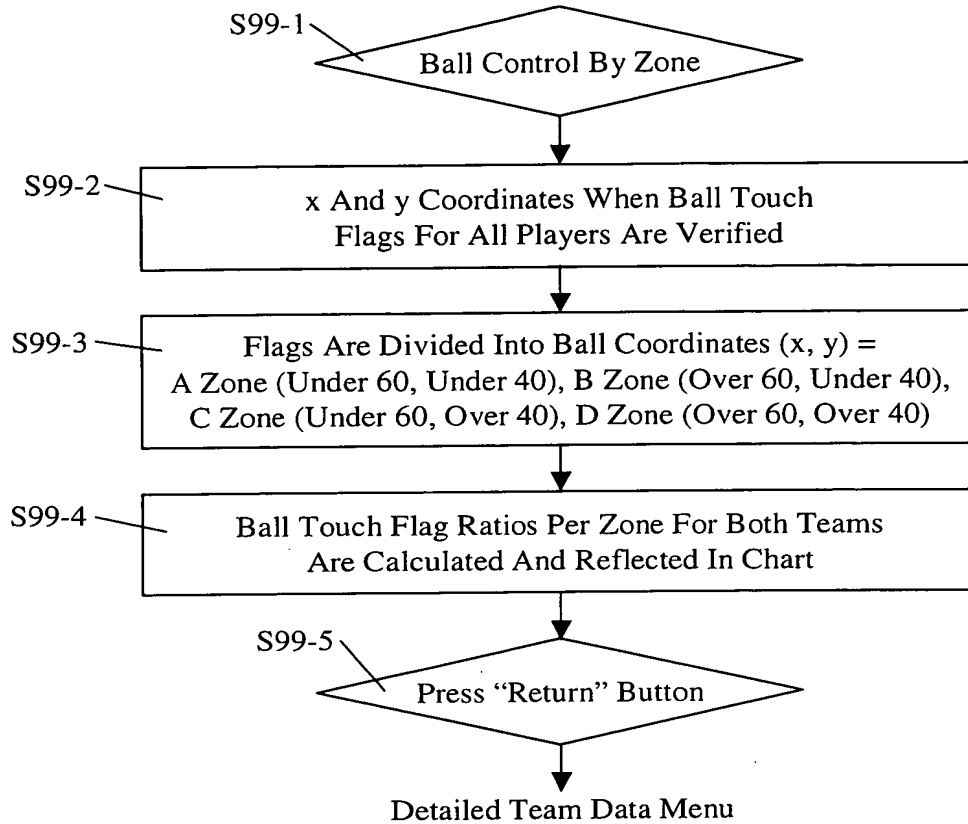 S99-1
Ball Control By Zone
S99-2
x And y Coordinates When Ball Touch
Flags For All Players Are Verified
S99-3
Flags Are Divided Into Ball Coordinates (x, y) =
A Zone (Under 60, Under 40), B Zone (Over 60, Under 40),
C Zone (Under 60, Over 40), D Zone (Over 60, Over 40)
S99-4
Ball Touch Flag Ratios Per Zone For Both Teams
Are Calculated And Reflected In Chart
S99-5
Press “Return” Button
Detailed Team Data Menu